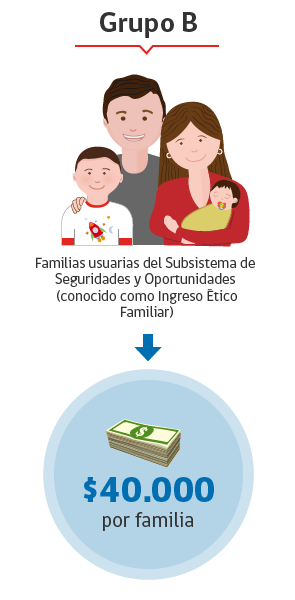 Grupo B
Familias usuarias del Subsistema de
Seguridades y Oportunidades
(conocido como Ingreso Ético
Familiar)
$40.000
por familia